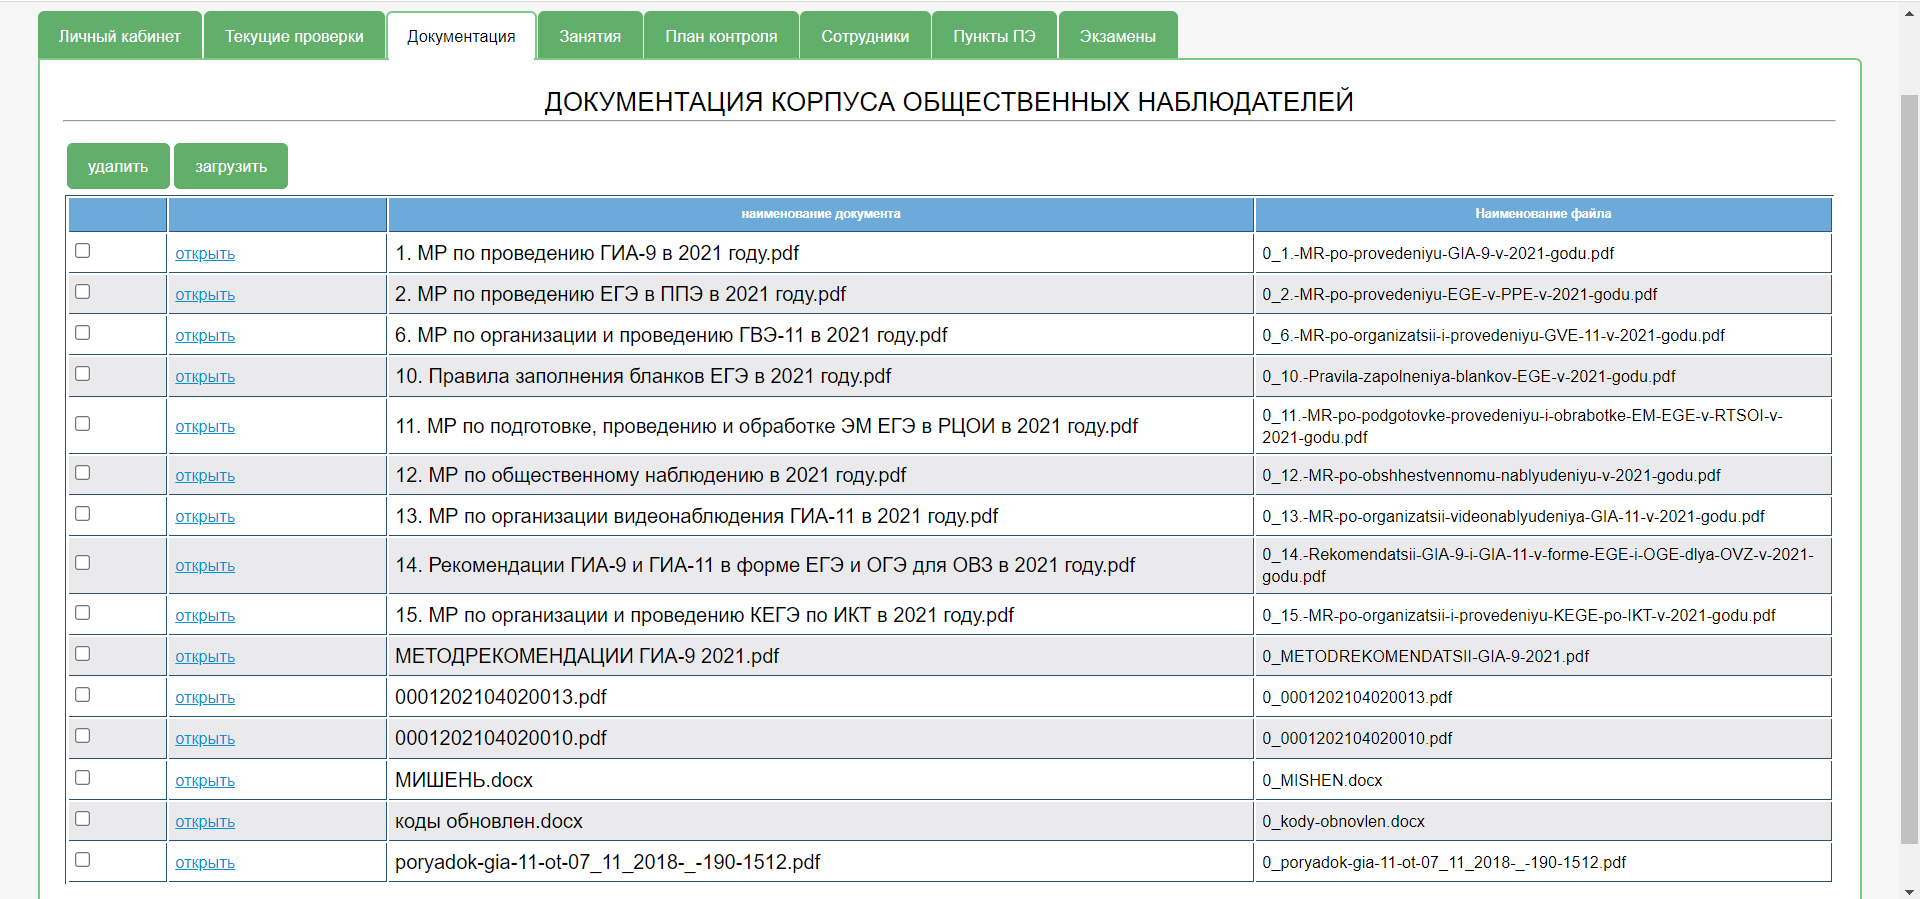 Личный кабинет Текущие проверки Документация Занятия План контроля Сотрудники Пункты ПЭ Экзамены
ДОКУМЕНТАЦИЯ КОРПУСА ОБЩЕСТВЕННЫХ НАБЛЮДАТЕЛЕЙ
удалить загрузить
наименование документа Наименование файла
открыть 1. МР по проведению ГИА-9 в 2021 году.pdf 0_1.-MR-po-provedeniyu-GIA-9-v-2021-godu.pdf
открыть 2. МР по проведению ЕГЭ в ППЭ в 2021 году.pdf 0_2.-MR-po-provedeniyu-EGE-v-PPE-v-2021-godu.pdf
открыть 6. МР по организации и проведению ГВЭ-11 в 2021 году.pdf 0_6.-MR-po-organizatsii-i-provedeniyu-GVE-11-v-2021-godu.pdf
открыть 10. Правила заполнения бланков ЕГЭ в 2021 году.pdf 0_10.-Pravila-zapolneniya-blankov-EGE-v-2021-godu.pdf
открыть 11. МР по подготовке, проведению и обработке ЭМ ЕГЭ в РЦОИ в 2021 году.pdf 0_11.-MR-po-podgotovke-provedeniyu-i-obrabotke-EM-EGE-v-RTSOI-v-
2021-godu.pdf
открыть 12. МР по общественному наблюдению в 2021 году.pdf 0_12.-MR-po-obshhestvennomu-nablyudeniyu-v-2021-godu.pdf
открыть 13. МР по организации видеонаблюдения ГИА-11 в 2021 году.pdf 0_13.-MR-po-organizatsii-videonablyudeniya-GIA-11-v-2021-godu.pdf
открыть 14. Рекомендации ГИА-9 и ГИА-11 в форме ЕГЭ и ОГЭ для ОВЗ в 2021 году.pdf 0_14.-Rekomendatsii-GIA-9-i-GIA-11-v-forme-EGE-i-OGE-dlya-OVZ-v-2021-
godu.pdf
открыть 15. МР по организации и проведению КЕГЭ по ИКТ в 2021 году.pdf 0_15.-MR-po-organizatsii-i-provedeniyu-KEGE-po-IKT-v-2021-godu.pdf
открыть МЕТОДРЕКОМЕНДАЦИИ ГИА-9 2021.pdf 0_METODREKOMENDATSII-GIA-9-2021.pdf
открыть 0001202104020013.pdf 0_0001202104020013.pdf
открыть 0001202104020010.pdf 0_0001202104020010.pdf
открыть МИШЕНЬ.docx 0_MISHEN.docx
открыть коды обновлен.docx 0_kody-obnovlen.docx
открыть poryadok-gia-11-ot-07_11_2018-_-190-1512.pdf 0_poryadok-gia-11-ot-07_11_2018-_-190-1512.pdf